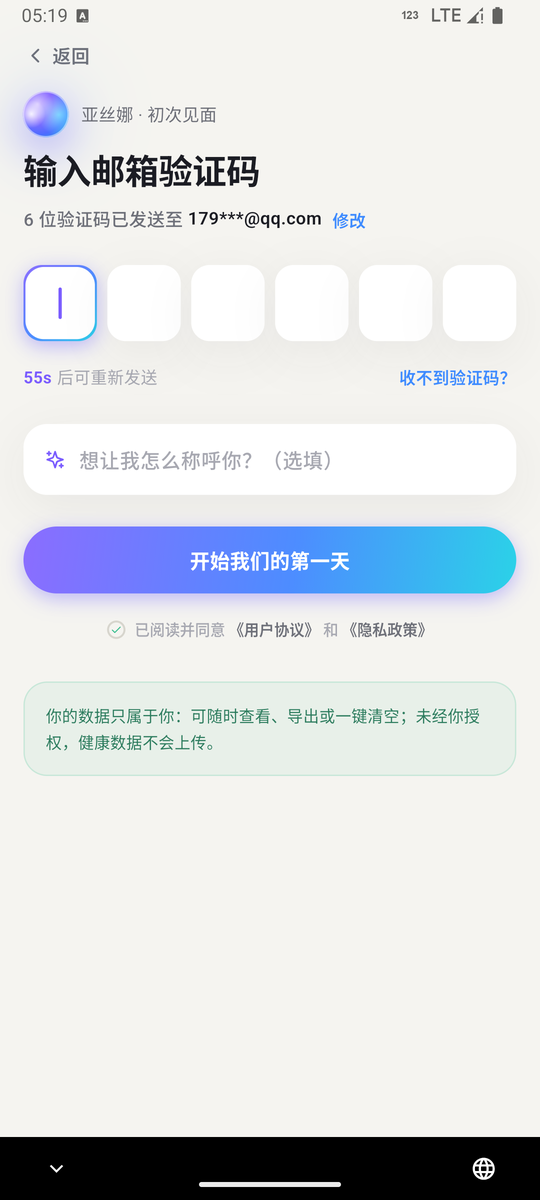 05:19 A 123 LTE
返回
亚丝娜 · 初次见面
输入邮箱验证码
6 位验证码已发送至 179***@qq.com 修改
55s 后可重新发送 收不到验证码？
想让我怎么称呼你？（选填）
开始我们的第一天
已阅读并同意《用户协议》和《隐私政策》
你的数据只属于你：可随时查看、导出或一键清空；未经你授
权，健康数据不会上传。